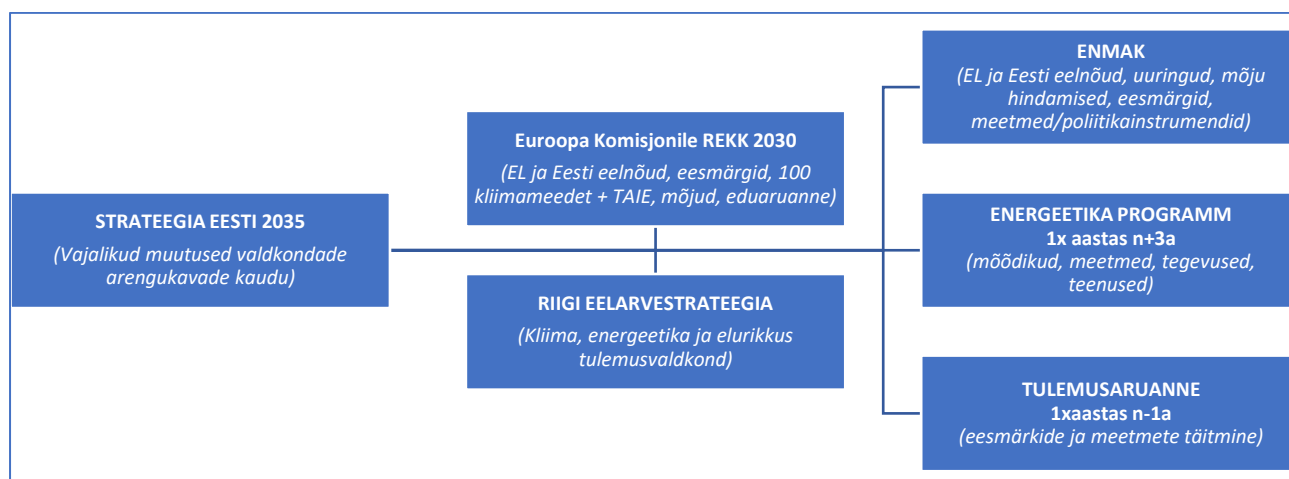 STRATEEGIA EESTI 2035
(Vajalikud muutused valdkondade
arengukavade kaudu)
Euroopa Komisjonile REKK 2030
(EL ja Eesti eelnõud, eesmärgid, 100
kliimameedet + TAIE, mõjud, eduaruanne)
RIIGI EELARVESTRATEEGIA
(Kliima, energeetika ja elurikkus
tulemusvaldkond)
ENMAK
(EL ja Eesti eelnõud, uuringud, mõju
hindamised, eesmärgid,
meetmed/poliitikainstrumendid)
ENERGEETIKA PROGRAMM
1x aastas n+3a
(mõõdikud, meetmed, tegevused,
teenused)
TULEMUSARUANNE
1xaastas n-1a
(eesmärkide ja meetmete täitmine)